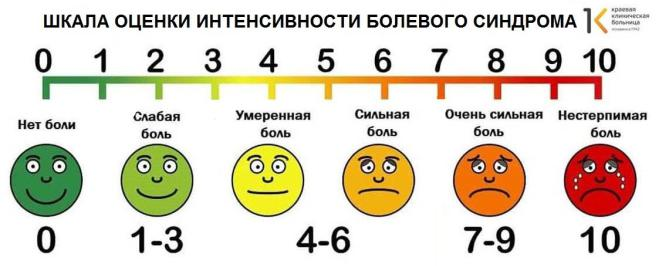 ШКАЛА ОЦЕНКИ ИНТЕНСИВНОСТИ БОЛЕВОГО СИНДРОМА
краевая
клиническая
больница
0 1 2 3 4 5 6 7 8 9 10
Нет боли
Слабая
боль
Умеренная
боль
Сильная
боль
Очень сильная
боль
Нестерпимая
боль
0 1-3 4-6 7-9 10